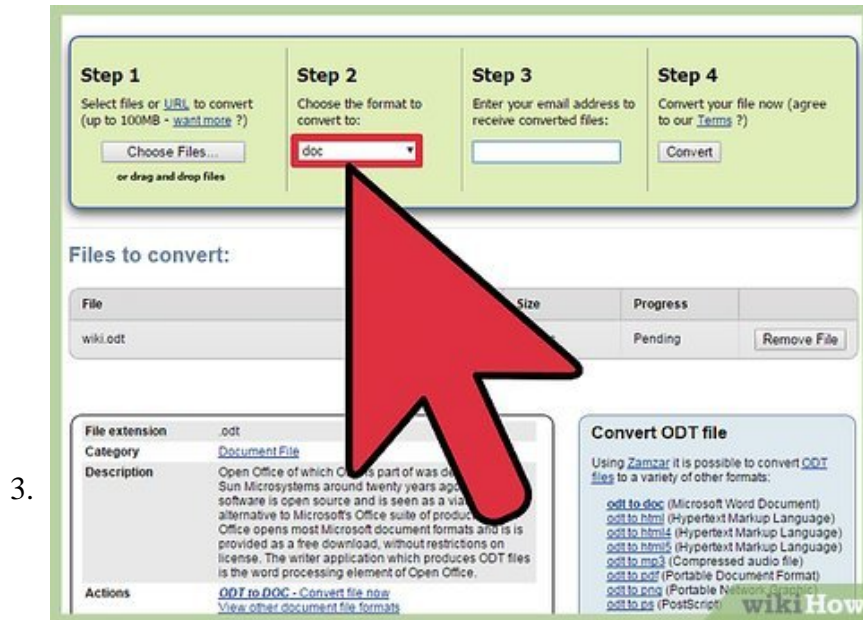 Step 1
Select files or URL to convert
(up to 100MB - want more ?)
Choose Files...
or drag and drop files
Step 2
Choose the format to
convert to:
doc
Step 3
Enter your email address to
receive converted files:
Step 4
Convert your file now (agree
to our Terms ?)
Convert
Files to convert:
File Size Progress
wiki.odt Pending Remove File
File extension .odt
Category Document File
Description Open Office of which is part of was
Sun Microsystems around twenty years
software is open source and is seen as a
alternative to Microsoft's Office suite of
Office opens most Microsoft document formats and is
provided as a free download, without restrictions on
license. The writer application which produces ODT files
is the word processing element of Open Office.
Actions ODT to DOC - Convert file now
View other document file formats
Convert ODT file
Using Zamzar it is possible to convert ODT
files to a variety of other formats:
odt to doc (Microsoft Word Document)
odt to html (Hypertext Markup Language)
odt to html4 (Hypertext Markup Language)
odt to html5 (Hypertext Markup Language)
odt to mp3 (Compressed audio file)
odt to pdf (Portable Document Format)
odt to png (Portable Network Graphic)
odt to ps (PostScript)
3.
wikiHow